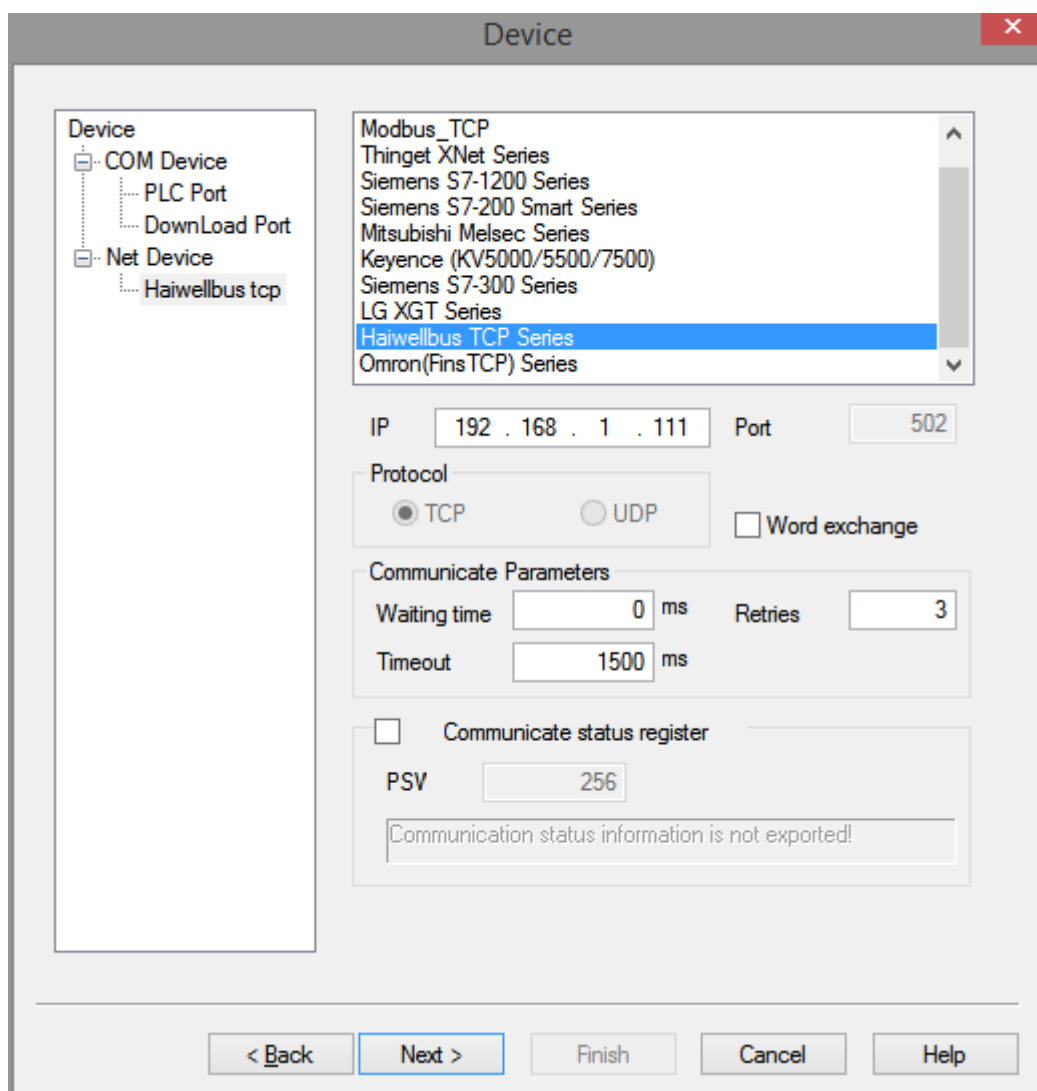 Device
Device
COM Device
PLC Port
DownLoad Port
Net Device
Haiwellbus tcp
Modbus_TCP
Thinget XNet Series
Siemens S7-1200 Series
Siemens S7-200 Smart Series
Mitsubishi Melsec Series
Keyence (KV5000/5500/7500)
Siemens S7-300 Series
LG XGT Series
Haiwellbus TCP Series
Omron(FinsTCP) Series
IP 192 . 168 . 1 . 111 Port 502
Protocol
TCP UDP
Word exchange
Communicate Parameters
Waiting time 0 ms Retries 3
Timeout 1500 ms
Communicate status register
PSV 256
Communication status information is not exported!
< Back Next > Finish Cancel Help